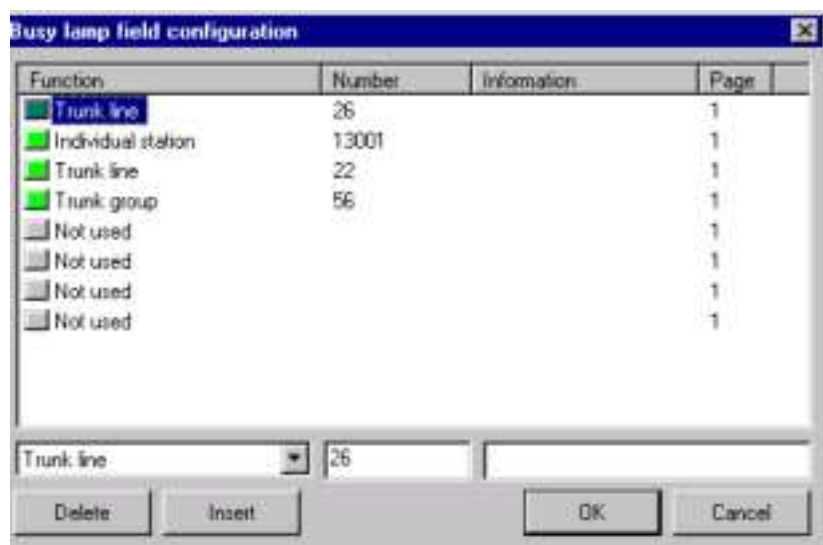 Busy lamp field configuration
Function Number Information Page
Trunk line 26 1
Individual station 13001 1
Trunk line 22 1
Trunk group 56 1
Not used 1
Not used 1
Not used 1
Not used 1
Trunk line 26
Delete Insert OK Cancel